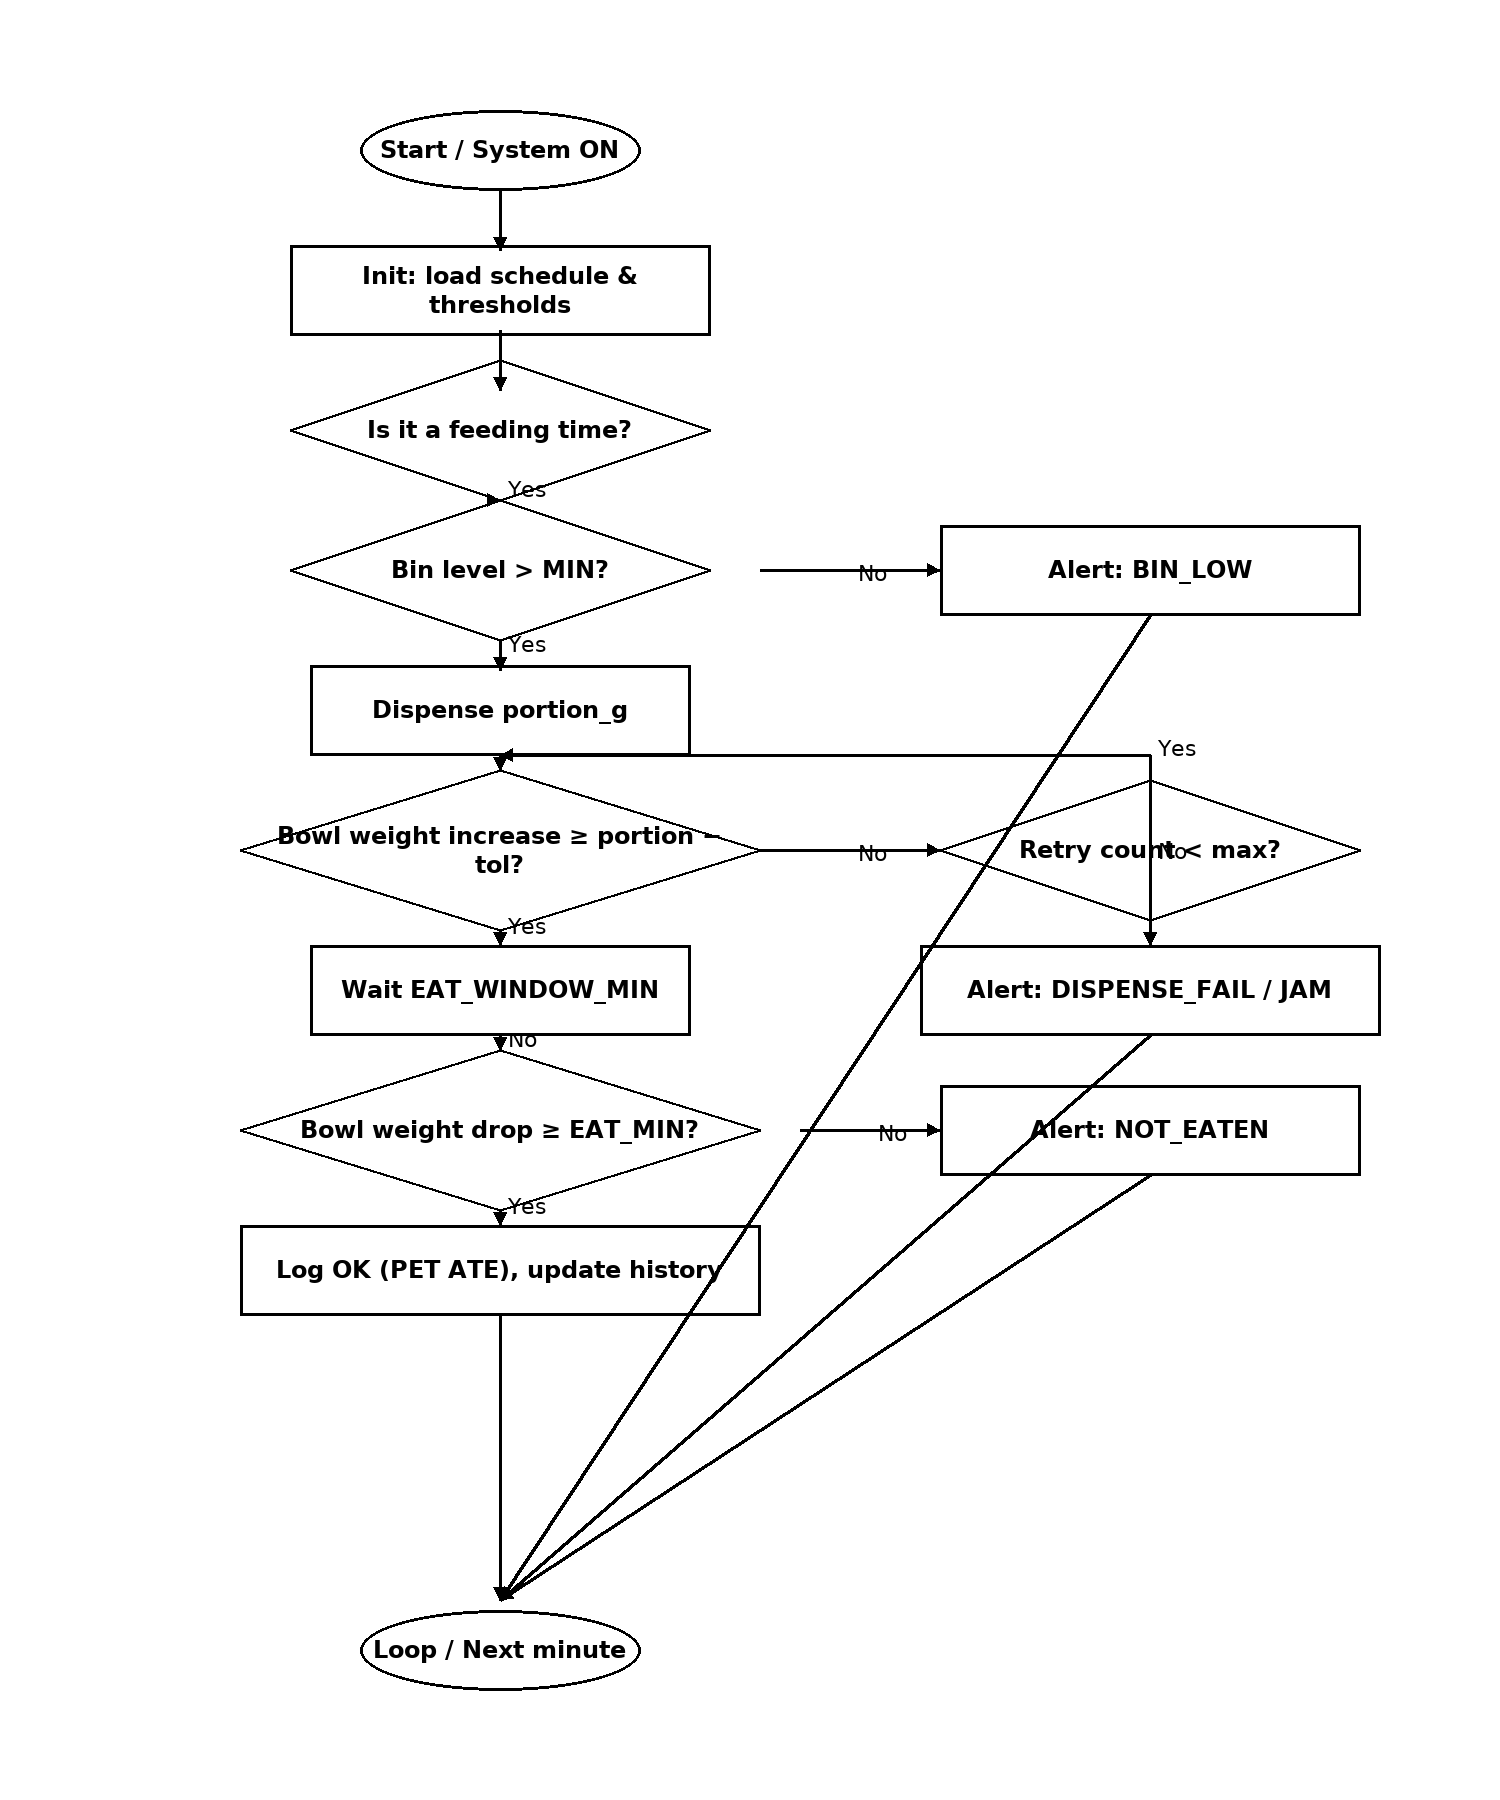 Start / System ON
Init: load schedule &
thresholds
Is it a feeding time?
Yes
Bin level > MIN?
No
Alert: BIN_LOW
Yes
Dispense portion_g
Yes
Bowl weight increase ≥ portion −
tol?
No
Retry count < max?
No
Yes
Wait EAT_WINDOW_MIN
Alert: DISPENSE_FAIL / JAM
No
Bowl weight drop ≥ EAT_MIN?
No
Alert: NOT_EATEN
Yes
Log OK (PET ATE), update history
Loop / Next minute